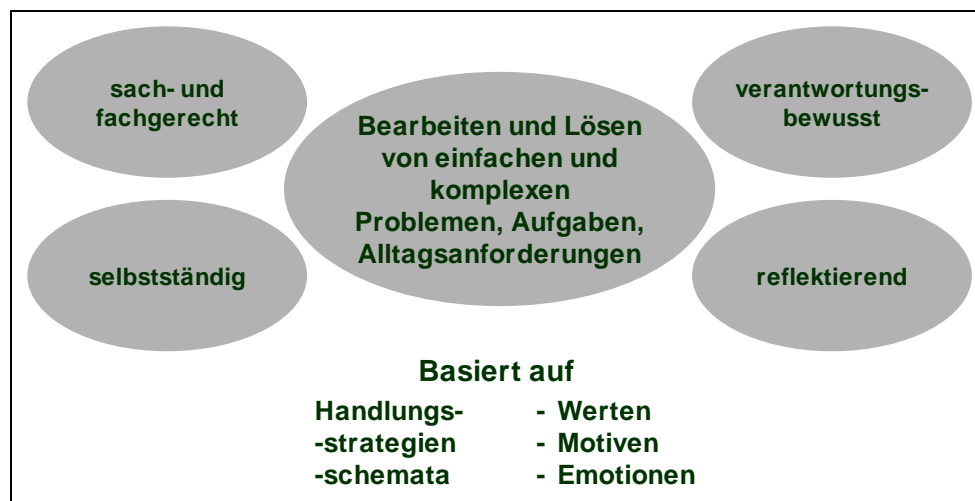 sach- und
fachgerecht
Bearbeiten und Lösen
von einfachen und
komplexen
Problemen, Aufgaben,
Alltagsanforderungen
verantwortungs-
bewusst
selbstständig
reflektierend
Basiert auf
Handlungs-
-strategien
-schemata
- Werten
- Motiven
- Emotionen